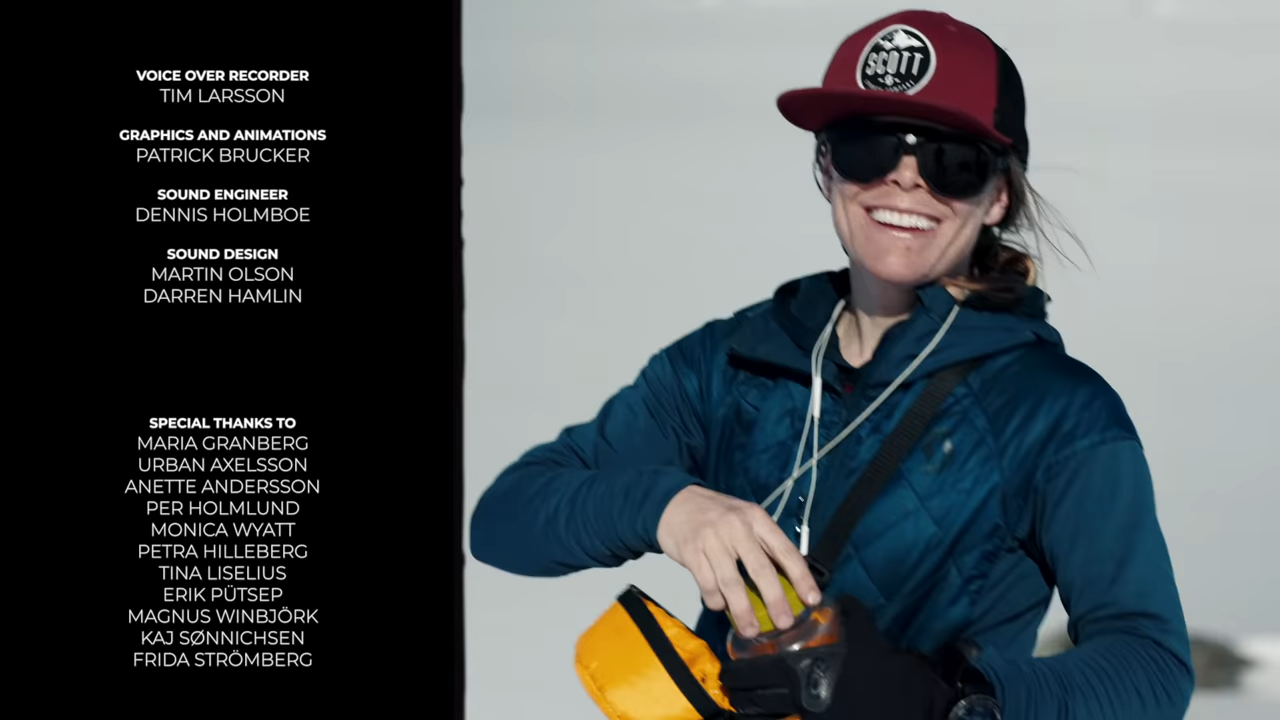 VOICE OVER RECORDER
TIM LARSSON
GRAPHICS AND ANIMATIONS
PATRICK BRUCKER
SOUND ENGINEER
DENNIS HOLMBOE
SOUND DESIGN
MARTIN OLSON
DARREN HAMLIN
SPECIAL THANKS TO
MARIA GRANBERG
URBAN AXELSSON
ANETTE ANDERSSON
PER HOLMLUND
MONICA WYATT
PETRA HILLEBERG
TINA LISELIUS
ERIK PÜTSEP
MAGNUS WINBJÖRK
KAJ SØNNICHSEN
FRIDA STRÖMBERG
SCOTT